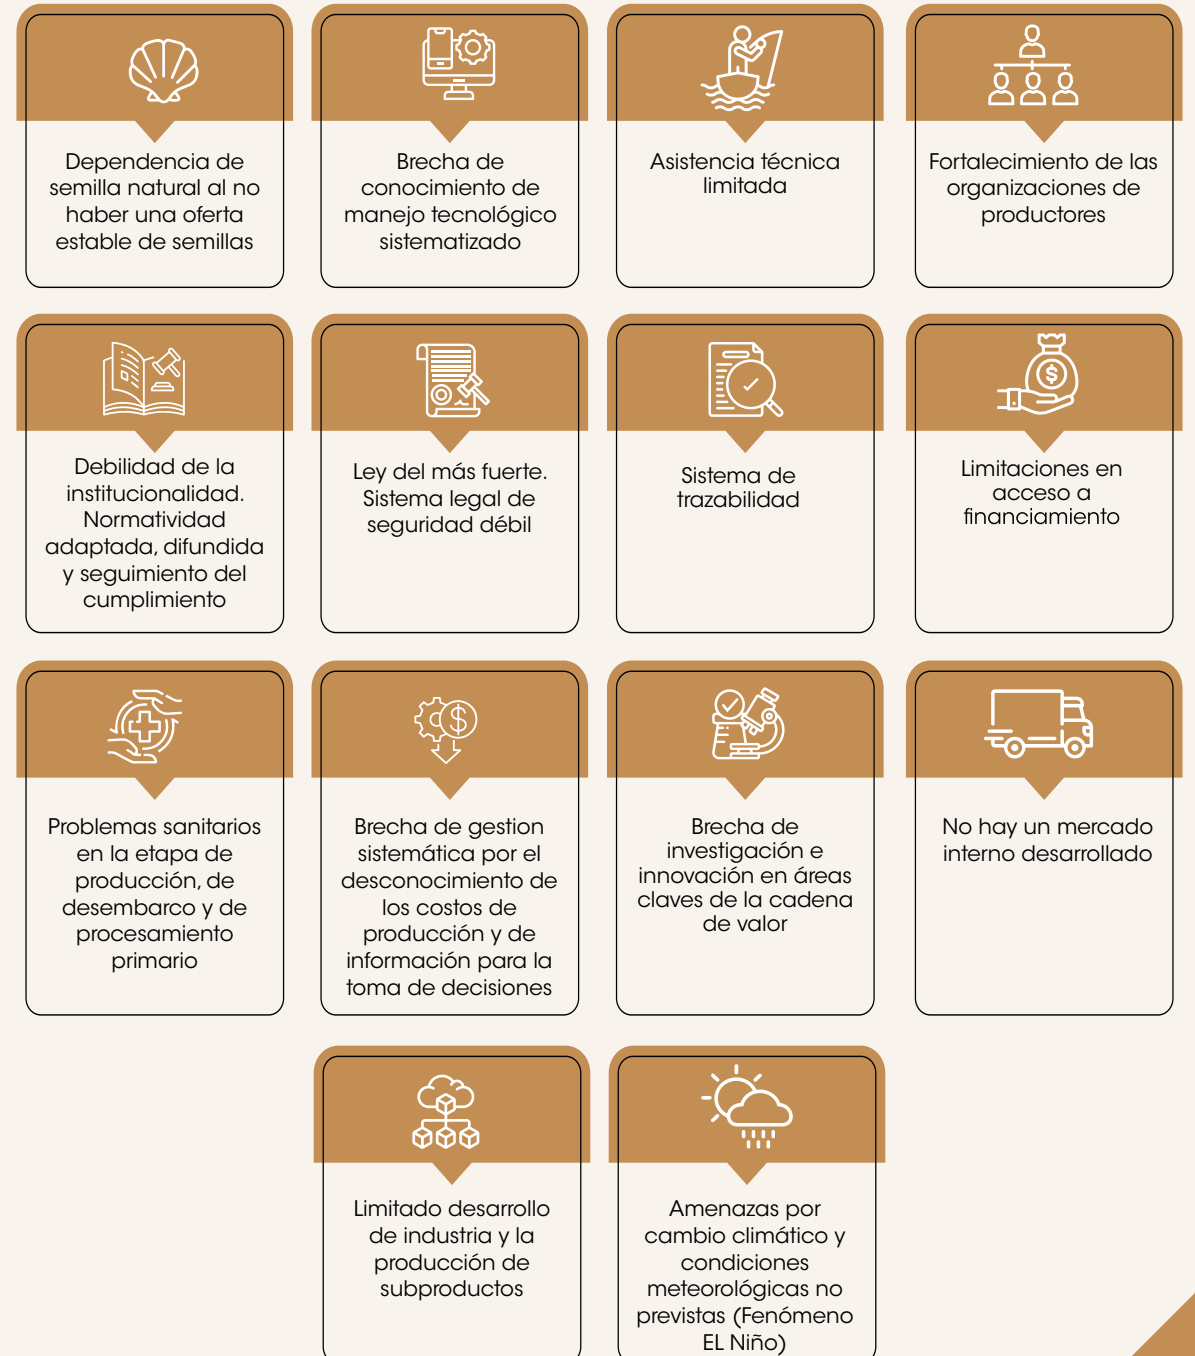 Dependencia de
semilla natural al no
haber una oferta
estable de semillas
Brecha de
conocimiento de
manejo tecnológico
sistematizado
Asistencia técnica
limitada
Fortalecimiento de las
organizaciones de
productores
Debilidad de la
institucionalidad.
Normatividad
adaptada, difundida
y seguimiento del
cumplimiento
Ley del más fuerte.
Sistema legal de
seguridad débil
Sistema de
trazabilidad
Limitaciones en
acceso a
financiamiento
Problemas sanitarios
en la etapa de
producción, de
desembarco y de
procesamiento
primario
Brecha de gestion
sistemática por el
desconocimiento de
los costos de
producción y de
información para la
toma de decisiones
Brecha de
investigación e
innovación en áreas
claves de la cadena
de valor
No hay un mercado
interno desarrollado
Limitado desarrollo
de industria y la
producción de
subproductos
Amenazas por
cambio climático y
condiciones
meteorológicas no
previstas (Fenómeno
EL Niño)